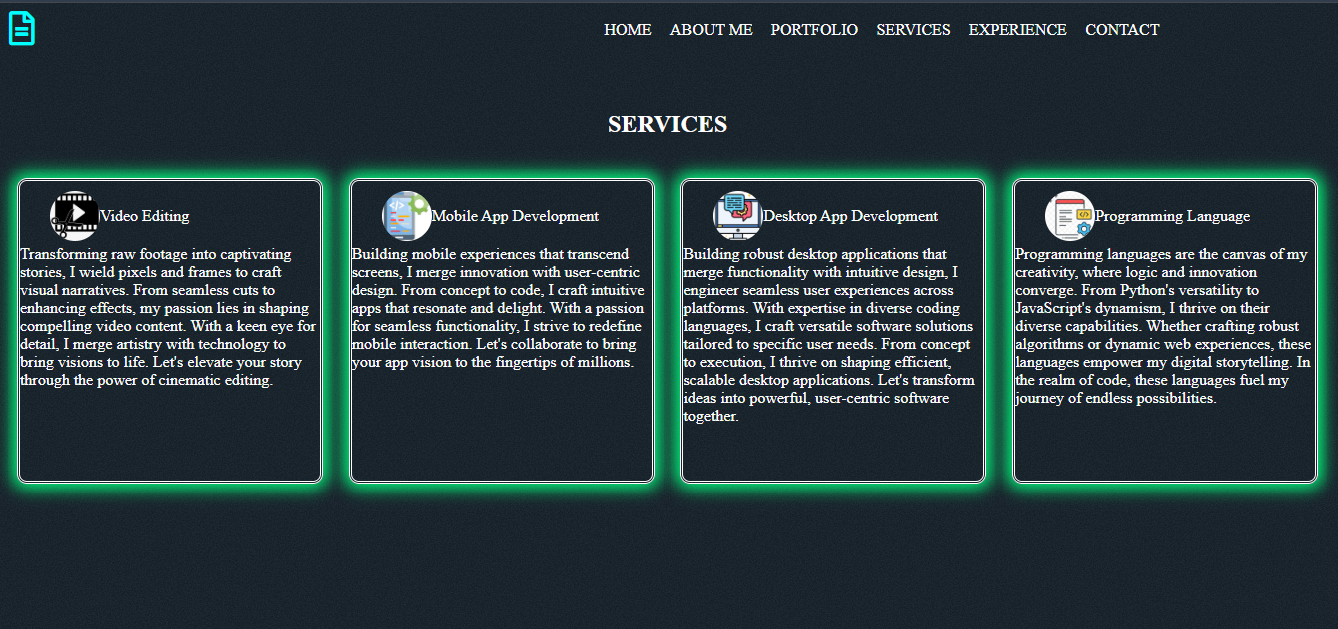 HOME ABOUT ME PORTFOLIO SERVICES EXPERIENCE CONTACT
SERVICES
Video Editing
Transforming raw footage into captivating
stories, I wield pixels and frames to craft
visual narratives. From seamless cuts to
enhancing effects, my passion lies in shaping
compelling video content. With a keen eye for
detail, I merge artistry with technology to
bring visions to life. Let's elevate your story
through the power of cinematic editing.
Mobile App Development
Building mobile experiences that transcend
screens, I merge innovation with user-centric
design. From concept to code, I craft intuitive
apps that resonate and delight. With a passion
for seamless functionality, I strive to redefine
mobile interaction. Let's collaborate to bring
your app vision to the fingertips of millions.
Desktop App Development
Building robust desktop applications that
merge functionality with intuitive design, I
engineer seamless user experiences across
platforms. With expertise in diverse coding
languages, I craft versatile software solutions
tailored to specific user needs. From concept
to execution, I thrive on shaping efficient,
scalable desktop applications. Let's transform
ideas into powerful, user-centric software
together.
Programming Language
Programming languages are the canvas of my
creativity, where logic and innovation
converge. From Python's versatility to
JavaScript's dynamism, I thrive on their
diverse capabilities. Whether crafting robust
algorithms or dynamic web experiences, these
languages empower my digital storytelling. In
the realm of code, these languages fuel my
journey of endless possibilities.